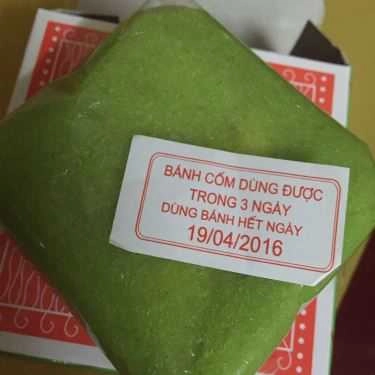 BÁNH CỐM DÙNG ĐƯỢC
TRONG 3 NGÀY
DÙNG BÁNH HẾT NGÀY
19/04/2016